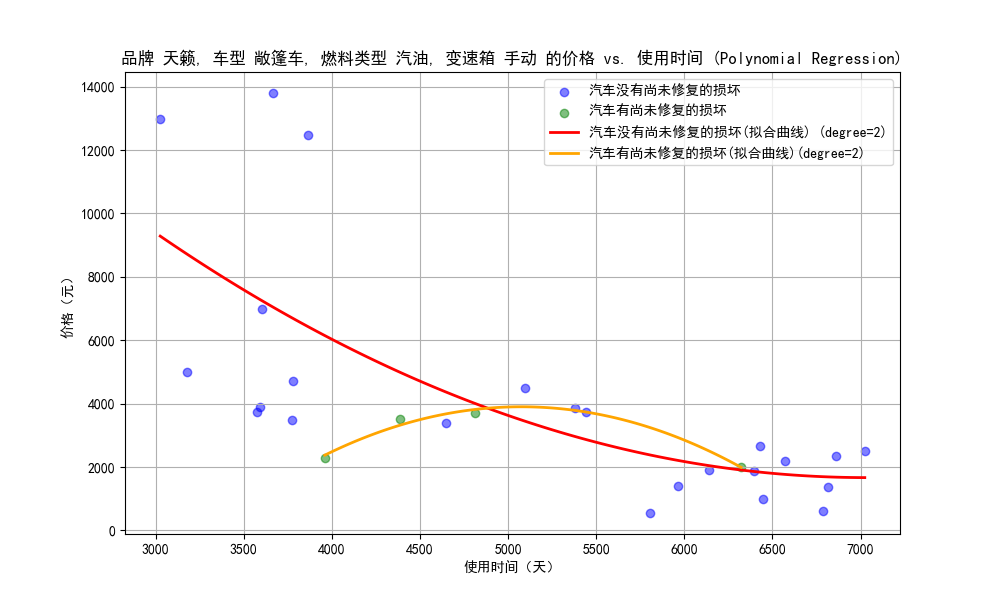 品牌 天籁, 车型 敞篷车, 燃料类型 汽油, 变速箱 手动 的价格 vs. 使用时间 (Polynomial Regression)
汽车没有尚未修复的损坏
汽车有尚未修复的损坏
汽车没有尚未修复的损坏(拟合曲线) (degree=2)
汽车有尚未修复的损坏(拟合曲线)(degree=2)
14000
12000
10000
8000
6000
4000
2000
0
价格（元）
3000 3500 4000 4500 5000 5500 6000 6500 7000
使用时间（天）